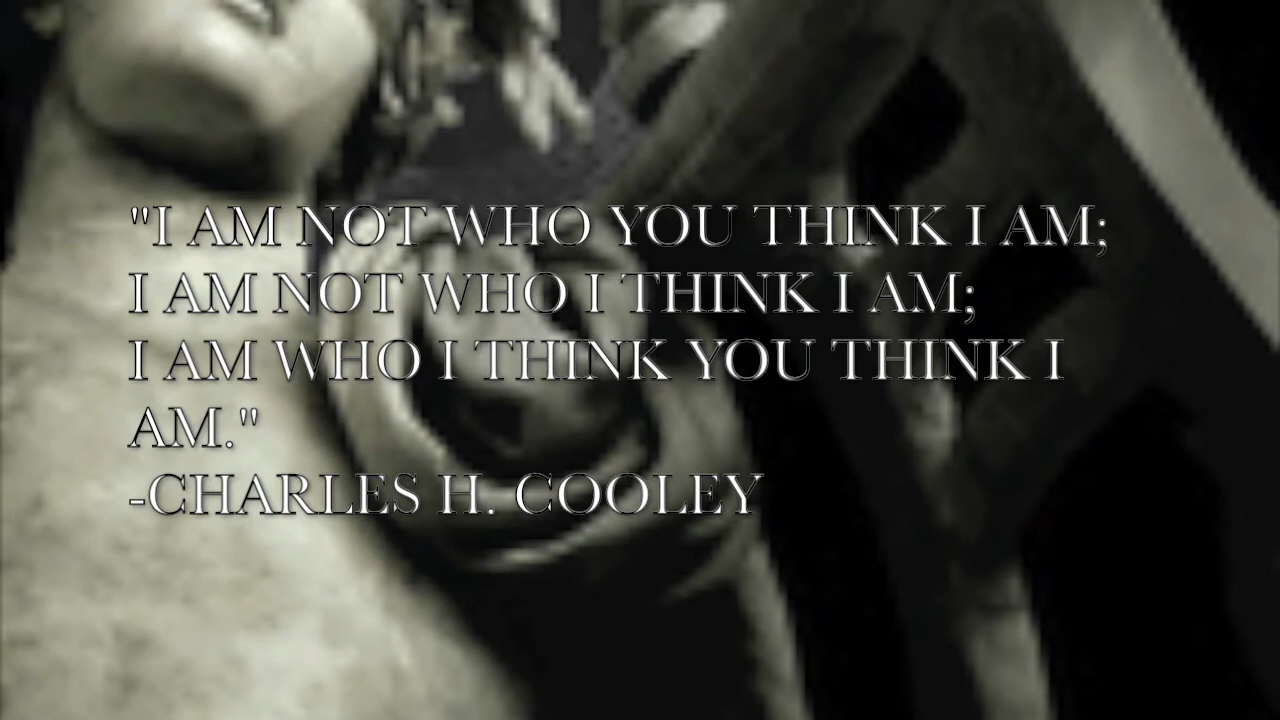 "I AM NOT WHO YOU THINK I AM;
I AM NOT WHO I THINK I AM;
I AM WHO I THINK YOU THINK I
AM."
-CHARLES H. COOLEY